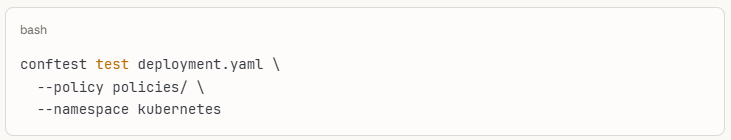 bash
conftest test deployment.yaml \
--policy policies/ \
--namespace kubernetes